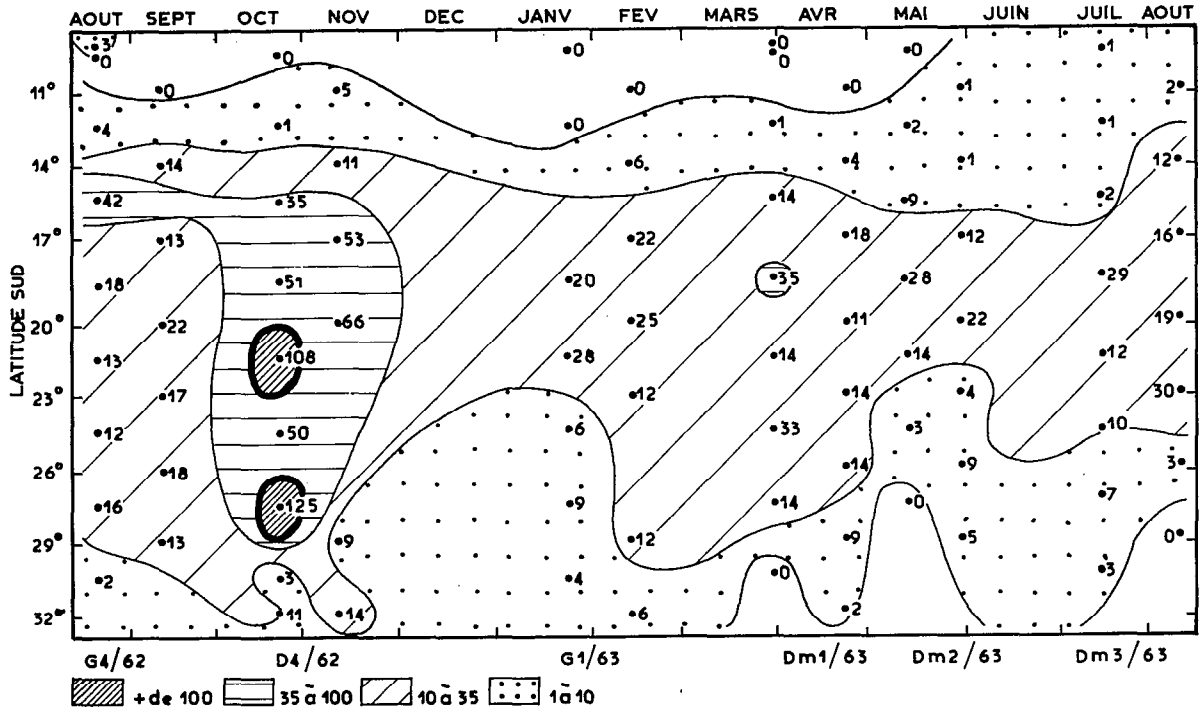 AOUT SEPT OCT NOV DEC JANV FEV MARS AVR MAI JUIN JUIL AOUT
3 0 0 0 0 0 0 0 1
0 0 0
11° 0 5 0 0 1 2
4 1 0 1 2 1
14° 14 11 6 4 1 12
42 35 14 9 2
17° 13 53 22 18 12 16
18 51 20 35 28 29
20° 22 66 25 11 22 19
13 108 28 14 14 12
23° 17 12 14 4 30
12 50 6 33 3 10
26° 18 14 9 3
16 125 9 14 0 7
29° 13 9 12 9 5 0
2 3 4 0 3
32° 11 14 6 2
LATITUDE SUD
G4/62 D4/62 G1/63 Dm1/63 Dm2/63 Dm3/63
+de 100 35 à 100 10 à 35 1 à 10